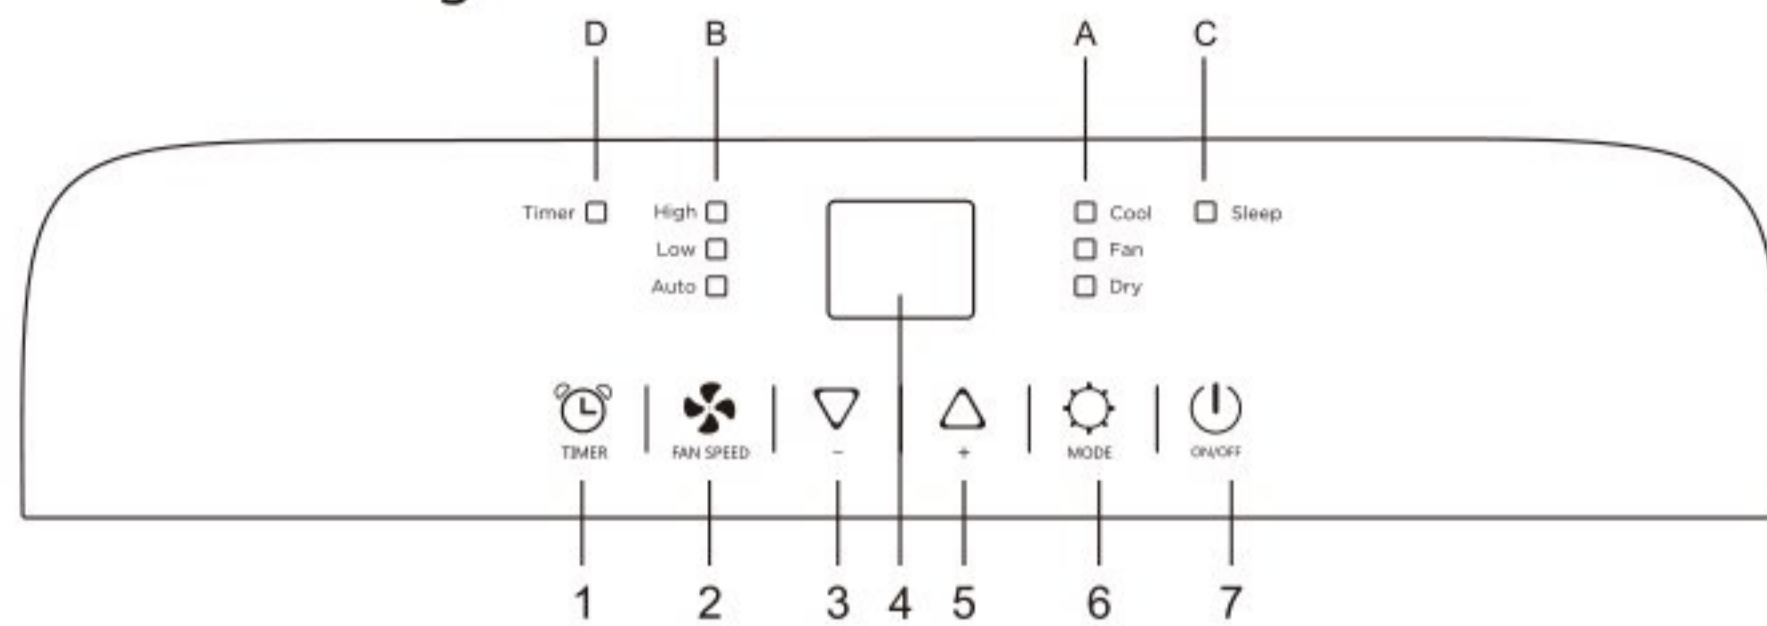 D B A C
Timer High Cool Sleep
Low Fan
Auto Dry
TIMER FAN SPEED - + MODE ON/OFF
1 2 3 4 5 6 7